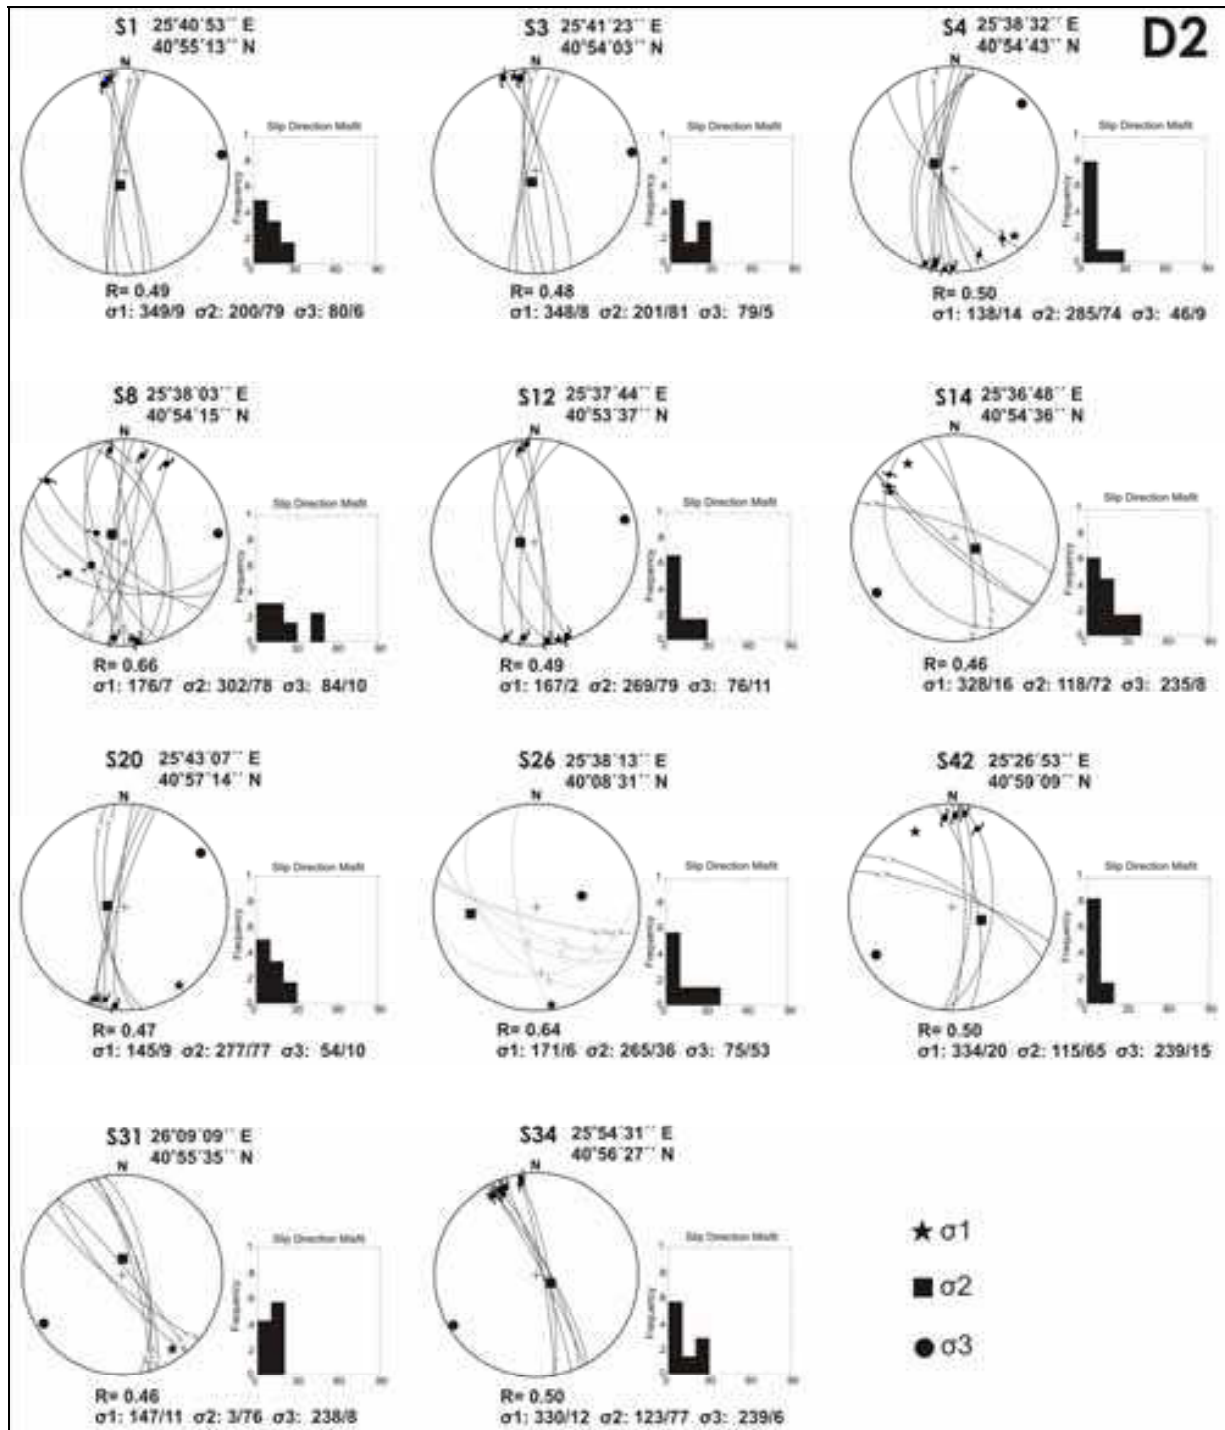 D2
S1 25°40´53´´ E
40°55´13´´ N
N
Slip Direction Misfit
Frequency
R= 0.49
σ1: 349/9 σ2: 200/79 σ3: 80/6
S3 25°41´23´´ E
40°54´03´´ N
N
Slip Direction Misfit
Frequency
R= 0.48
σ1: 348/8 σ2: 201/81 σ3: 79/5
S4 25°38´32´´ E
40°54´43´´ N
N
Slip Direction Misfit
Frequency
R= 0.50
σ1: 138/14 σ2: 285/74 σ3: 46/9
S8 25°38´03´´ E
40°54´15´´ N
N
Slip Direction Misfit
Frequency
R= 0.66
σ1: 176/7 σ2: 302/78 σ3: 84/10
S12 25°37´44´´ E
40°53´37´´ N
N
Slip Direction Misfit
Frequency
R= 0.49
σ1: 167/2 σ2: 269/79 σ3: 76/11
S14 25°36´48´´ E
40°54´36´´ N
N
Slip Direction Misfit
Frequency
R= 0.46
σ1: 328/16 σ2: 118/72 σ3: 235/8
S20 25°43´07´´ E
40°57´14´´ N
N
Slip Direction Misfit
Frequency
R= 0.47
σ1: 145/9 σ2: 277/77 σ3: 54/10
S26 25°38´13´´ E
40°08´31´´ N
N
Slip Direction Misfit
Frequency
R= 0.64
σ1: 171/6 σ2: 265/36 σ3: 75/53
S42 25°26´53´´ E
40°59´09´´ N
N
Slip Direction Misfit
Frequency
R= 0.50
σ1: 334/20 σ2: 115/65 σ3: 239/15
S31 26°09´09´´ E
40°55´35´´ N
N
Slip Direction Misfit
Frequency
R= 0.46
σ1: 147/11 σ2: 3/76 σ3: 238/8
S34 25°54´31´´ E
40°56´27´´ N
N
Slip Direction Misfit
Frequency
R= 0.50
σ1: 330/12 σ2: 123/77 σ3: 239/6
σ1
σ2
σ3